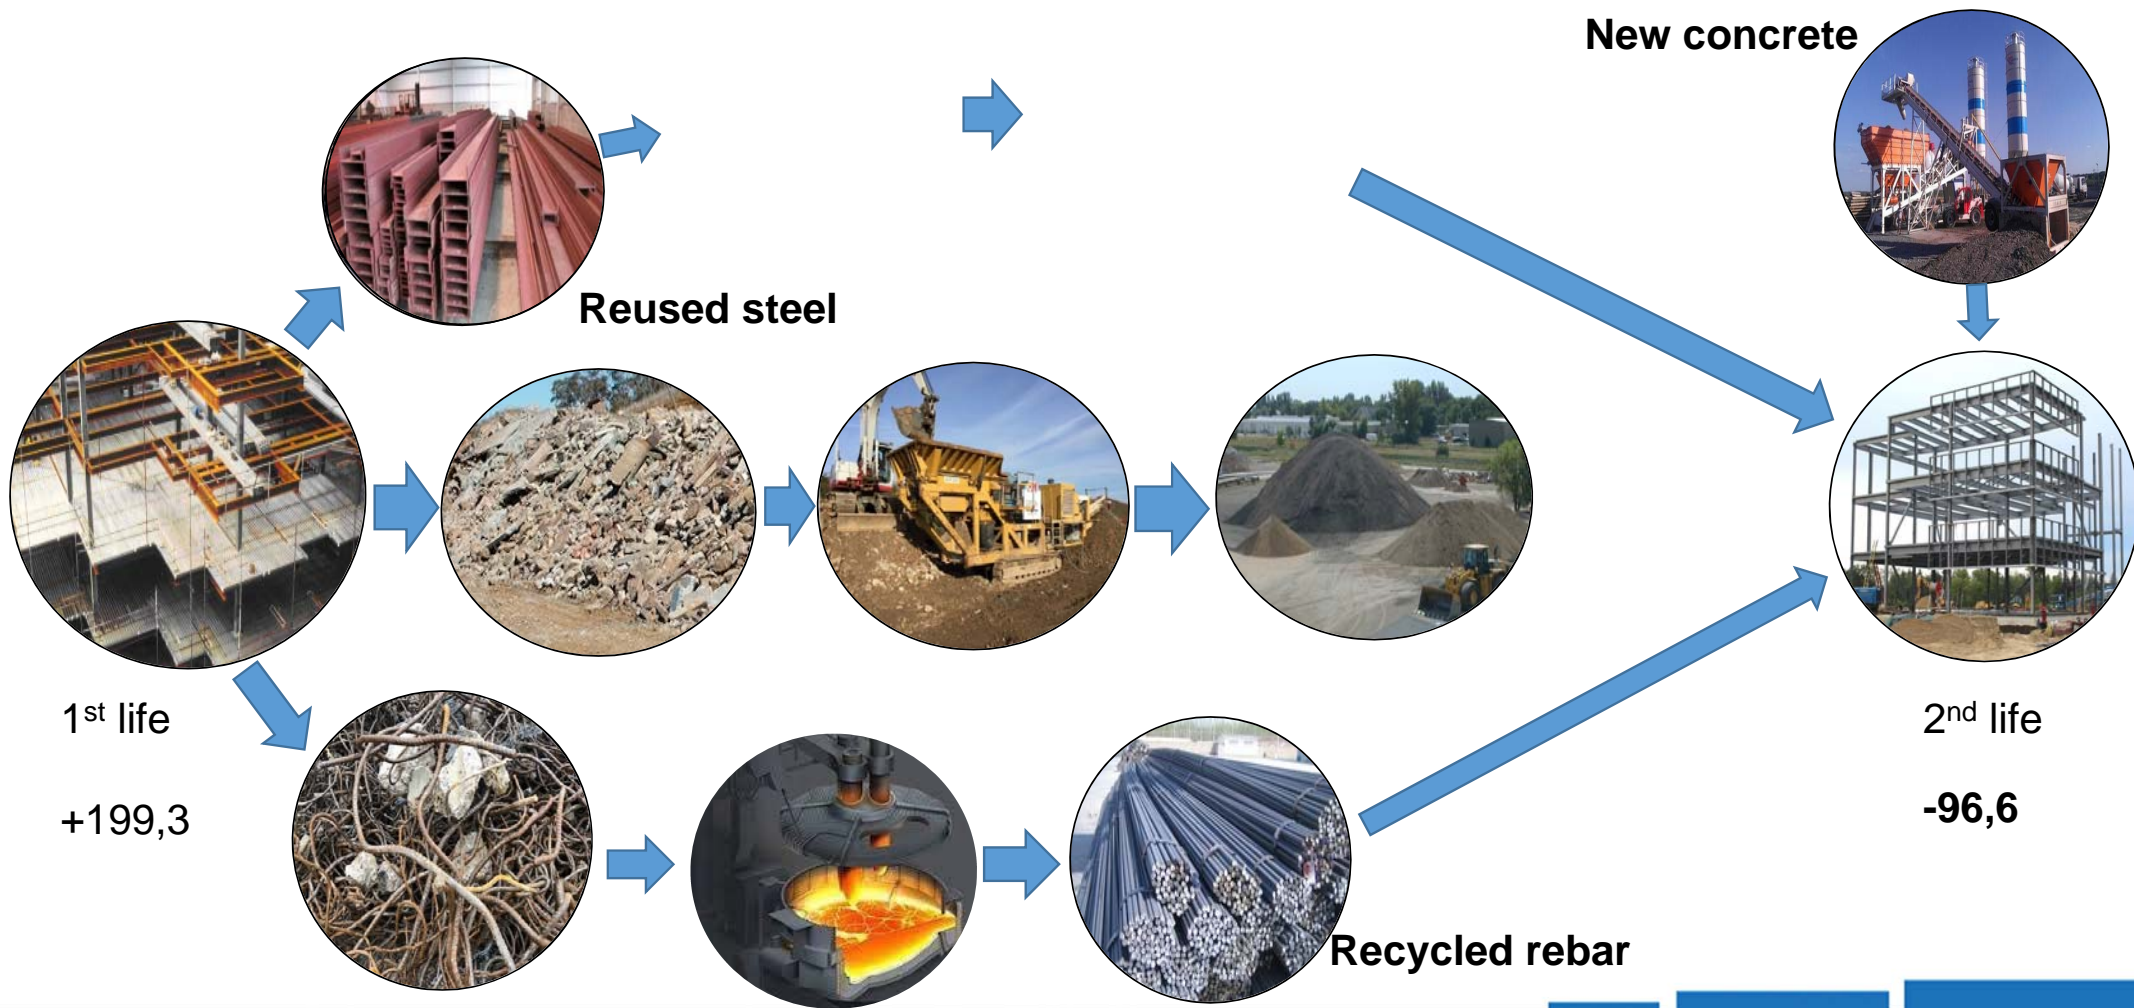 New concrete
Reused steel
1st life
+199,3
2nd life
-96,6
Recycled rebar